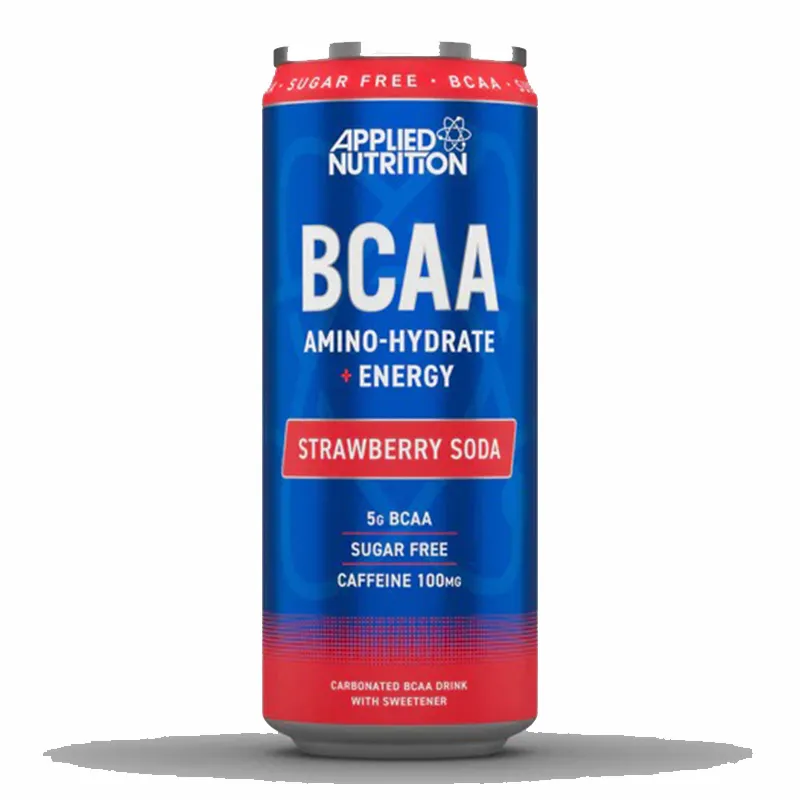 · SUGAR FREE · BCAA ·
APPLIED
NUTRITION
BCAA
AMINO-HYDRATE
+ ENERGY
STRAWBERRY SODA
5G BCAA
SUGAR FREE
CAFFEINE 100MG
CARBONATED BCAA DRINK
WITH SWEETENER